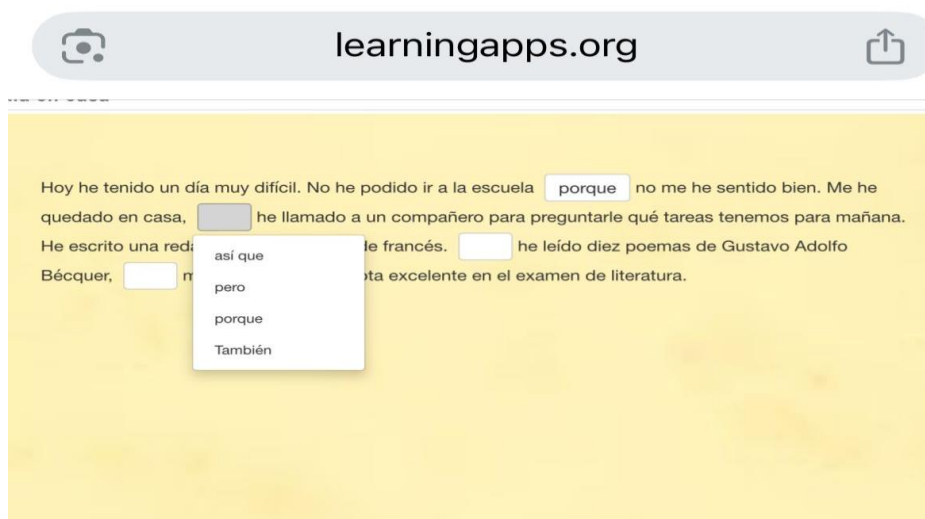 learningapps.org
Hoy he tenido un día muy difícil. No he podido ir a la escuela porque no me he sentido bien. Me he
quedado en casa, he llamado a un compañero para preguntarle qué tareas tenemos para mañana.
He escrito una de francés. he leído diez poemas de Gustavo Adolfo
Bécquer, excelente en el examen de literatura.
así que
pero
porque
También